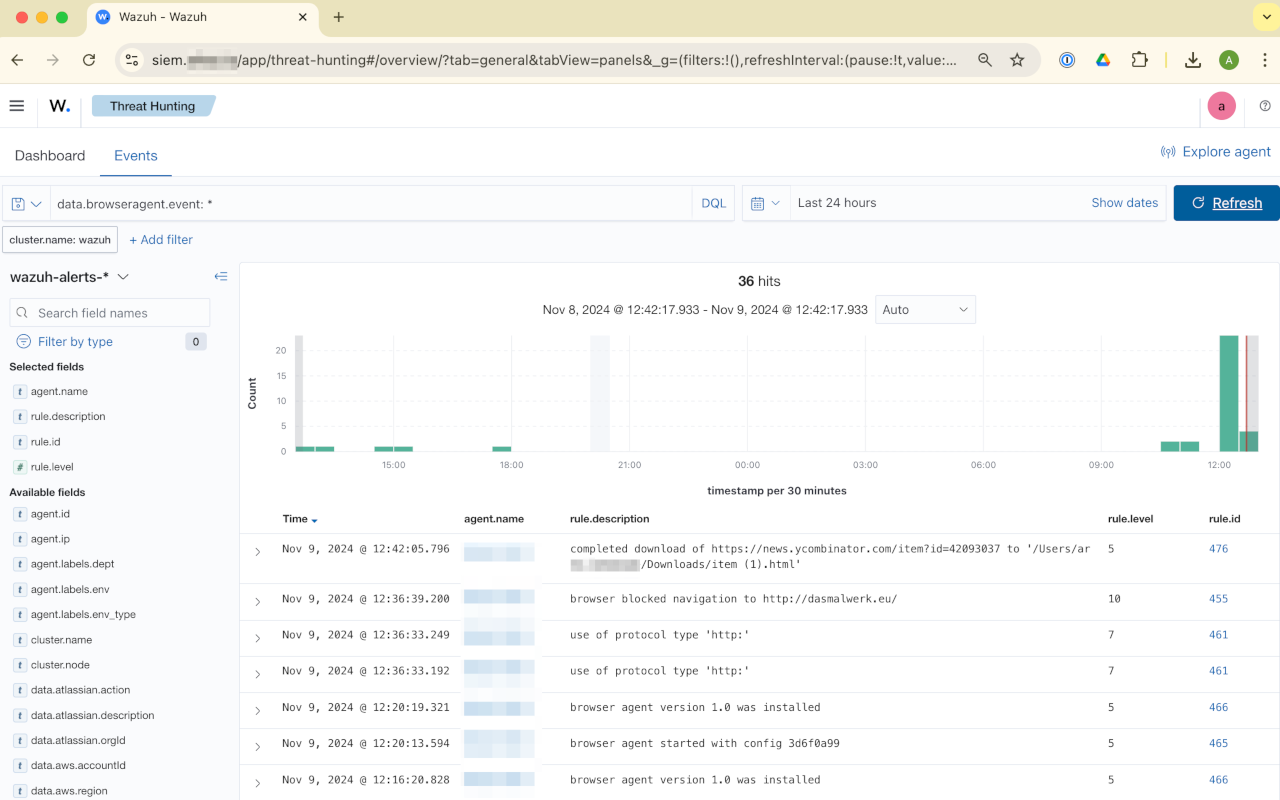 Wazuh - Wazuh
siem. /app/threat-hunting#/overview/?tab=general&tabView=panels&_g=(filters:!(),refreshInterval:(pause:!t,value:...
A
W. Threat Hunting a
Dashboard Events Explore agent
data.browseragent.event: * DQL Last 24 hours Show dates Refresh
cluster.name: wazuh + Add filter
wazuh-alerts-*
Search field names
Filter by type 0
Selected fields
t agent.name
t rule.description
t rule.id
# rule.level
Available fields
t agent.id
t agent.ip
t agent.labels.dept
t agent.labels.env
t agent.labels.env_type
t cluster.name
t cluster.node
t data.atlassian.action
t data.atlassian.description
t data.atlassian.orgId
t data.aws.accountId
t data.aws.region
36 hits
Nov 8, 2024 @ 12:42:17.933 - Nov 9, 2024 @ 12:42:17.933 Auto
Count
20
15
10
5
0
15:00 18:00 21:00 00:00 03:00 06:00 09:00 12:00
timestamp per 30 minutes
Time agent.name rule.description rule.level rule.id
Nov 9, 2024 @ 12:42:05.796 completed download of https://news.ycombinator.com/item?id=42093037 to '/Users/ar 5 476
/Downloads/item (1).html'
Nov 9, 2024 @ 12:36:39.200 browser blocked navigation to http://dasmalwerk.eu/ 10 455
Nov 9, 2024 @ 12:36:33.249 use of protocol type 'http:' 7 461
Nov 9, 2024 @ 12:36:33.192 use of protocol type 'http:' 7 461
Nov 9, 2024 @ 12:20:19.321 browser agent version 1.0 was installed 5 466
Nov 9, 2024 @ 12:20:13.594 browser agent started with config 3d6f0a99 5 465
Nov 9, 2024 @ 12:16:20.828 browser agent version 1.0 was installed 5 466